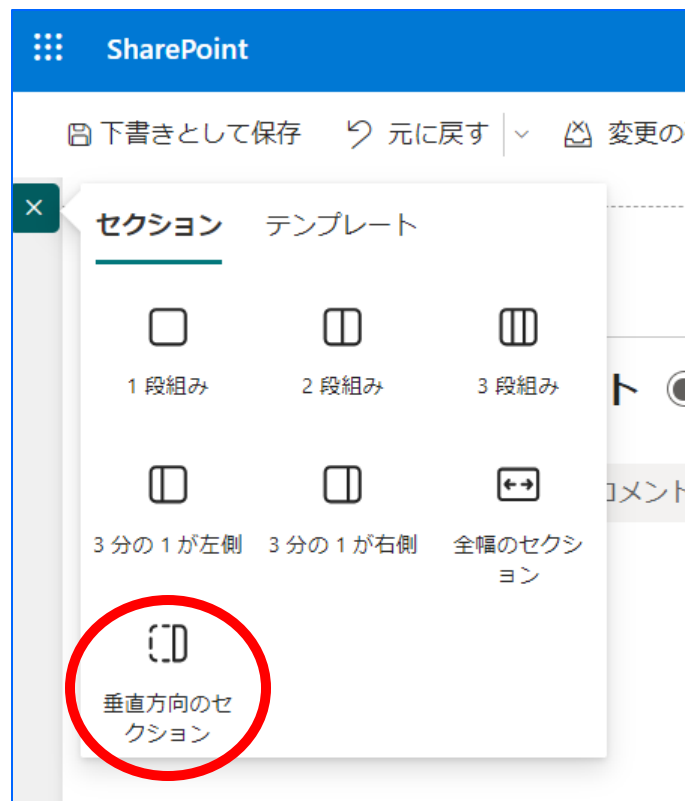 SharePoint
下書きとして保存 元に戻す 変更の
セクション テンプレート
1 段組み 2 段組み 3 段組み
ト
3 分の 1 が左側 3 分の 1 が右側 全幅のセクシ
ョン
コメント
垂直方向のセ
クション